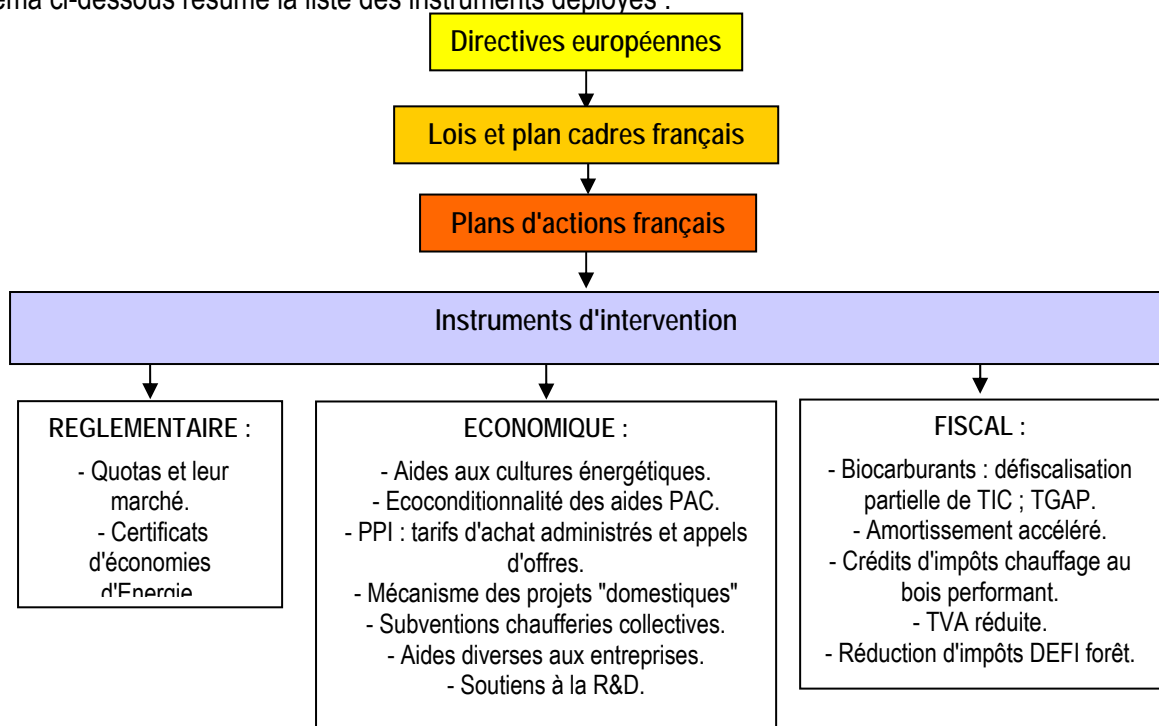 ema ci-dessous résume la liste des instruments déployés :
Directives européennes
Lois et plan cadres français
Plans d'actions français
Instruments d'intervention
REGLEMENTAIRE :
- Quotas et leur
marché.
- Certificats
d'économies
d'Energie
ECONOMIQUE :
- Aides aux cultures énergétiques.
- Ecoconditionnalité des aides PAC.
- PPI : tarifs d'achat administrés et appels
d'offres.
- Mécanisme des projets "domestiques"
- Subventions chaufferies collectives.
- Aides diverses aux entreprises.
- Soutiens à la R&D.
FISCAL :
- Biocarburants : défiscalisation
partielle de TIC ; TGAP.
- Amortissement accéléré.
- Crédits d'impôts chauffage au
bois performant.
- TVA réduite.
- Réduction d'impôts DEFI forêt.